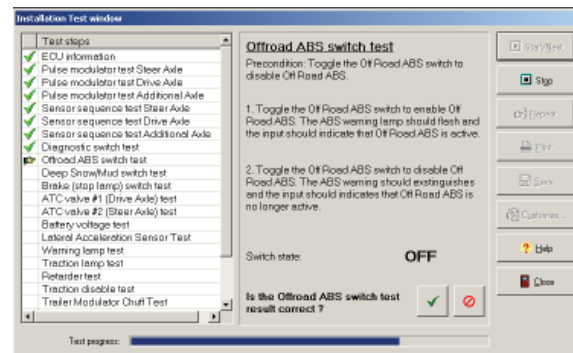 Installation Test window
Test steps
ECU information
Pulse modulator test Steer Axle
Pulse modulator test Drive Axle
Pulse modulator test Additional Axle
Sensor sequence test Steer Axle
Sensor sequence test Drive Axle
Sensor sequence test Additional Axle
Diagnostic switch test
Offroad ABS switch test
Deep Snow/Mud switch test
Brake (stop lamp) switch test
ATC valve #1 (Drive Axle) test
ATC valve #2 (Steer Axle) test
Battery voltage test
Lateral Acceleration Sensor Test
Warning lamp test
Traction lamp test
Retarder test
Traction disable test
Trailer Modulator Chuff Test
Test progress:
Offroad ABS switch test
Precondition: Toggle the Off Road ABS switch to
disable Off Road ABS.
1. Toggle the Off Road ABS switch to enable Off
Road ABS. The ABS warning lamp should flash and
the input should indicate that Off Road ABS is active.
2. Toggle the Off Road ABS switch to disable Off
Road ABS. The ABS warning should exstinguishes
and the input should indicates that Off Road ABS is
no longer active.
Switch state: OFF
Is the Offroad ABS switch test
result correct ?
Start/Next
Stop
Repeat
Print
Save
Customize...
Help
Close